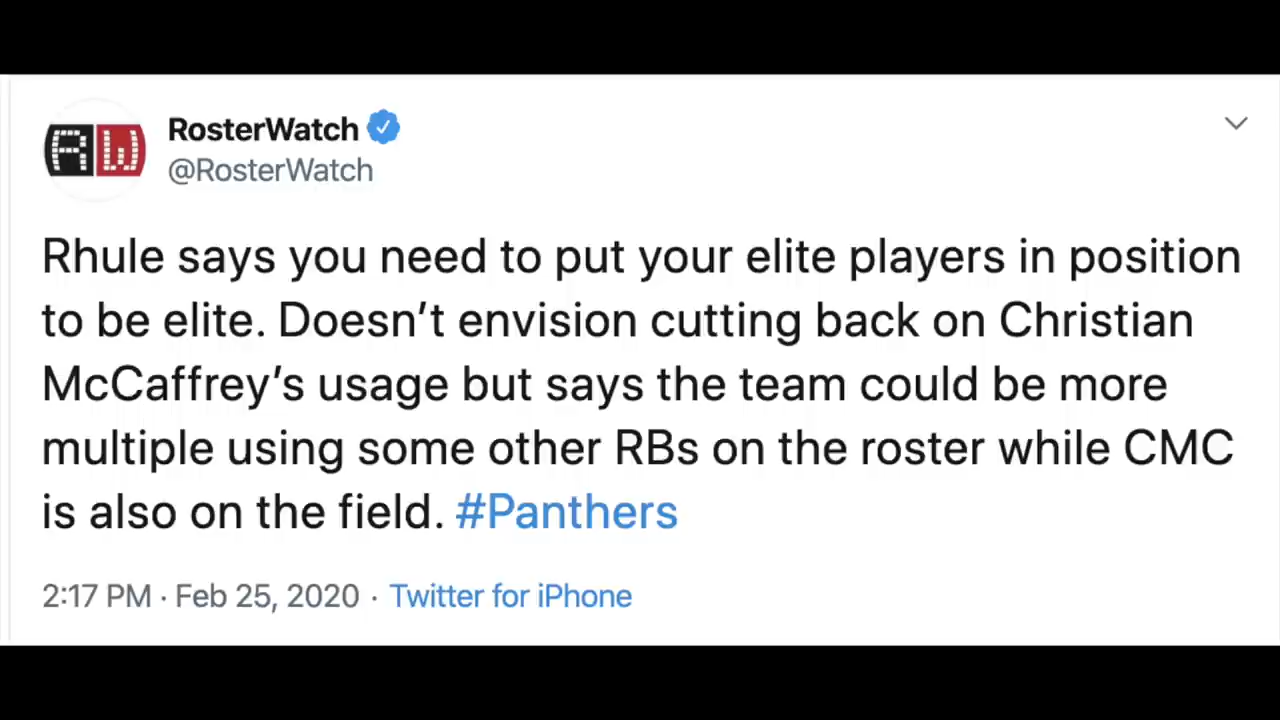 RW
RosterWatch
@RosterWatch
Rhule says you need to put your elite players in position
to be elite. Doesn’t envision cutting back on Christian
McCaffrey’s usage but says the team could be more
multiple using some other RBs on the roster while CMC
is also on the field. #Panthers
2:17 PM · Feb 25, 2020 · Twitter for iPhone